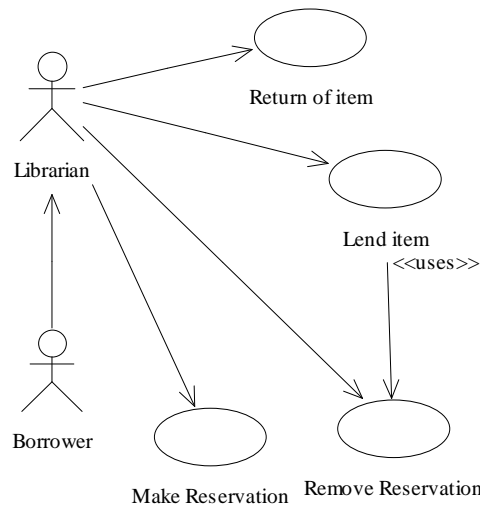 Return of item
Librarian
Lend item
<<uses>>
Borrower
Make Reservation
Remove Reservation